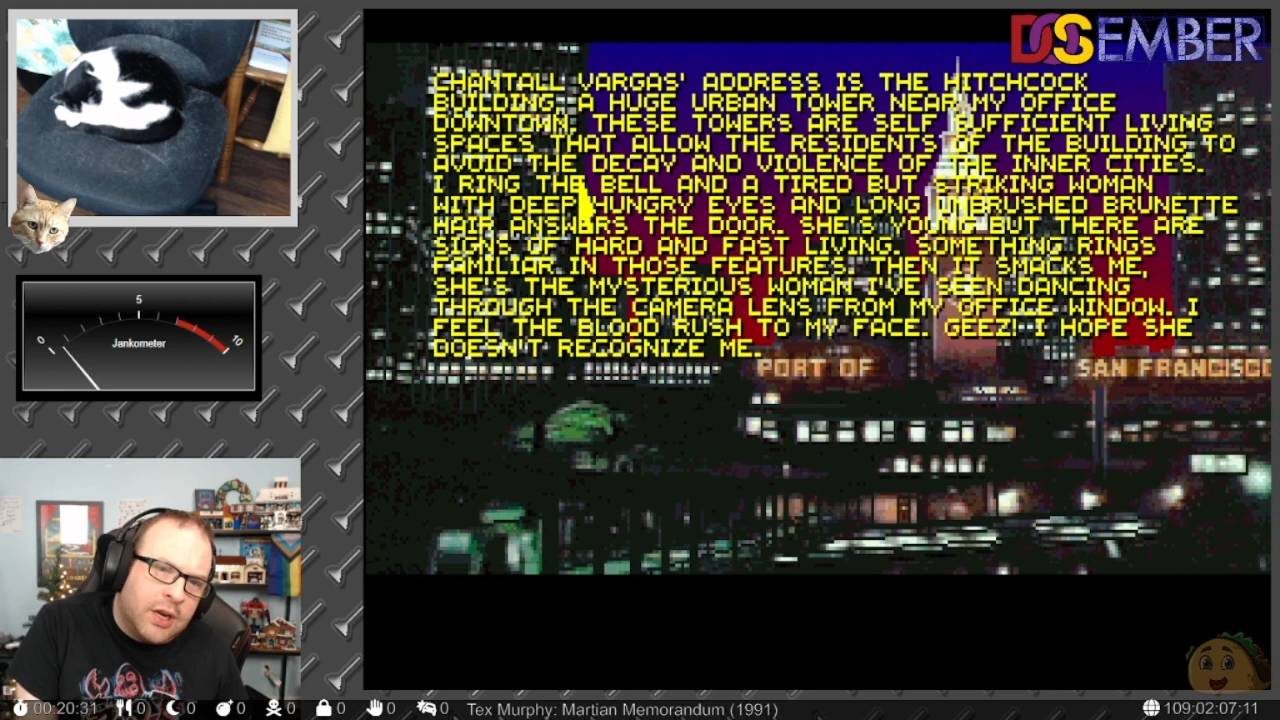 DOSEMBER
CHANTALL VARGAS' ADDRESS IS THE HITCHCOCK
BUILDING, A HUGE URBAN TOWER NEAR MY OFFICE
DOWNTOWN. THESE TOWERS ARE SELF SUFFICIENT LIVING
SPACES THAT ALLOW THE RESIDENTS OF THE BUILDING TO
AVOID THE DECAY AND VIOLENCE OF THE INNER CITIES.
I RING THE BELL AND A TIRED BUT STRIKING WOMAN
WITH DEEP HUNGRY EYES AND LONG UNBRUSHED BRUNETTE
HAIR ANSWERS THE DOOR. SHE'S YOUNG BUT THERE ARE
SIGNS OF HARD AND FAST LIVING. SOMETHING RINGS
FAMILIAR IN THOSE FEATURES. THEN IT SMACKS ME,
SHE'S THE MYSTERIOUS WOMAN I'VE SEEN DANCING
THROUGH THE CAMERA LENS FROM MY OFFICE WINDOW. I
FEEL THE BLOOD RUSH TO MY FACE. GEEZ! I HOPE SHE
DOESN'T RECOGNIZE ME.
PORT OF SAN FRANCISCO
0 5 10
Jankometer
00:20:31 0 0 0 0 0 0 0 Tex Murphy: Martian Memorandum (1991) 109:02:07:11